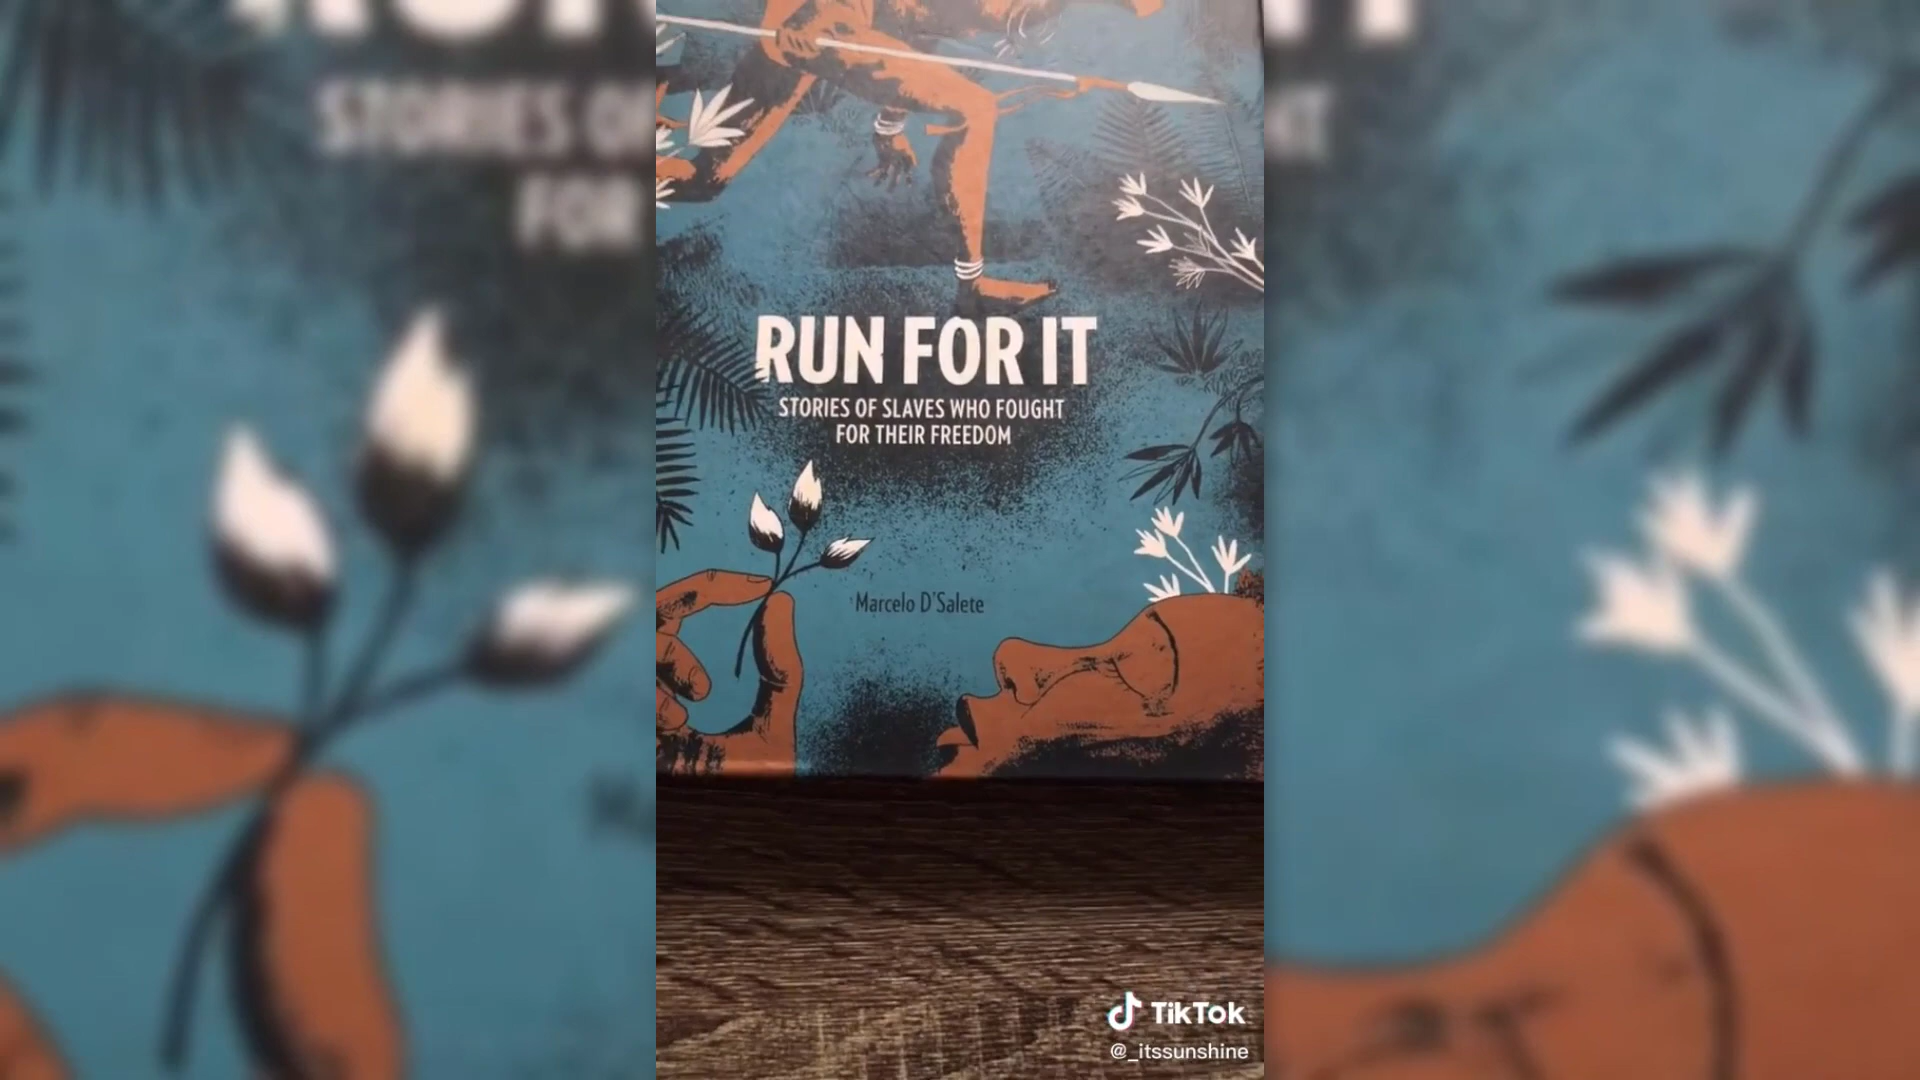 RUN FOR IT
STORIES OF SLAVES WHO FOUGHT
FOR THEIR FREEDOM
Marcelo D'Salete
TikTok
@_itssunshine